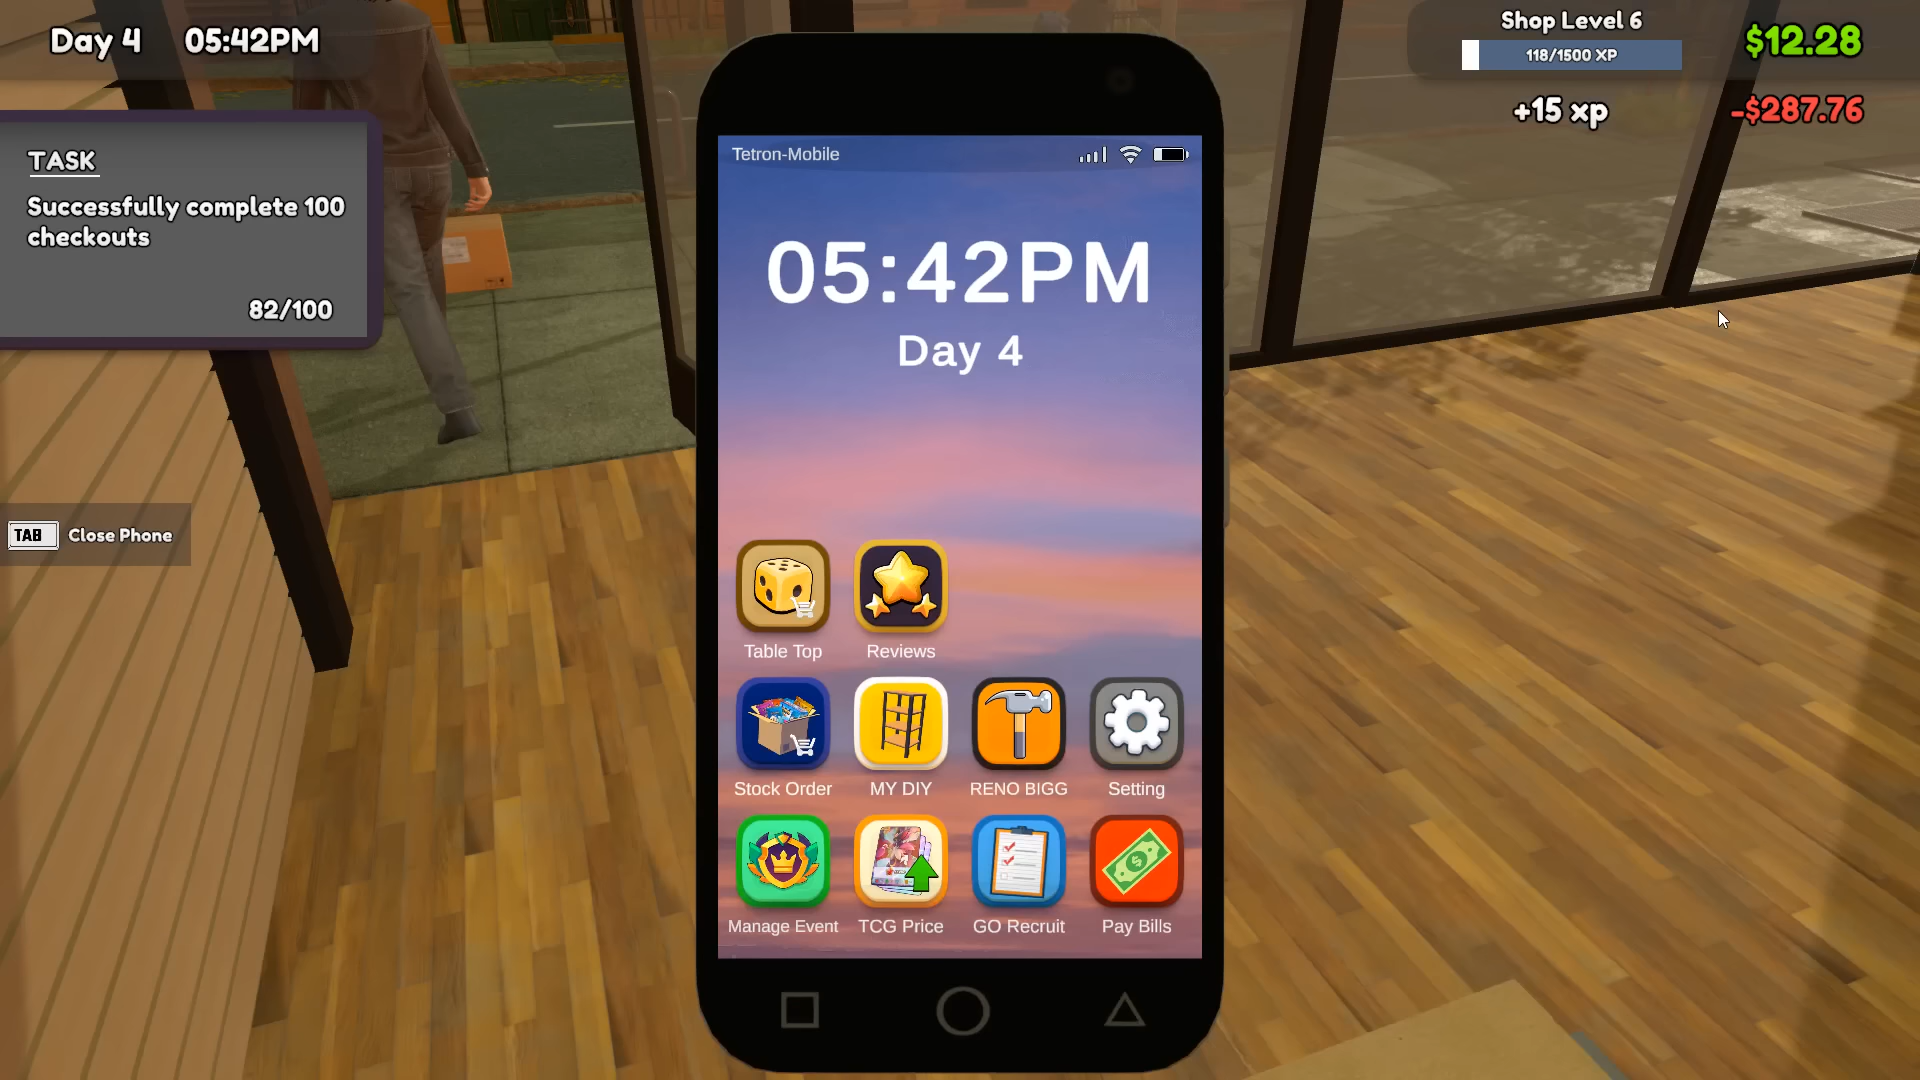 Day 4 05:42PM
Shop Level 6
118/1500 XP
$12.28
+15 xp
-$287.76
TASK
Successfully complete 100
checkouts
82/100
TAB Close Phone
Tetron-Mobile
05:42PM
Day 4
Table Top Reviews
Stock Order MY DIY RENO BIGG Setting
Manage Event TCG Price GO Recruit Pay Bills